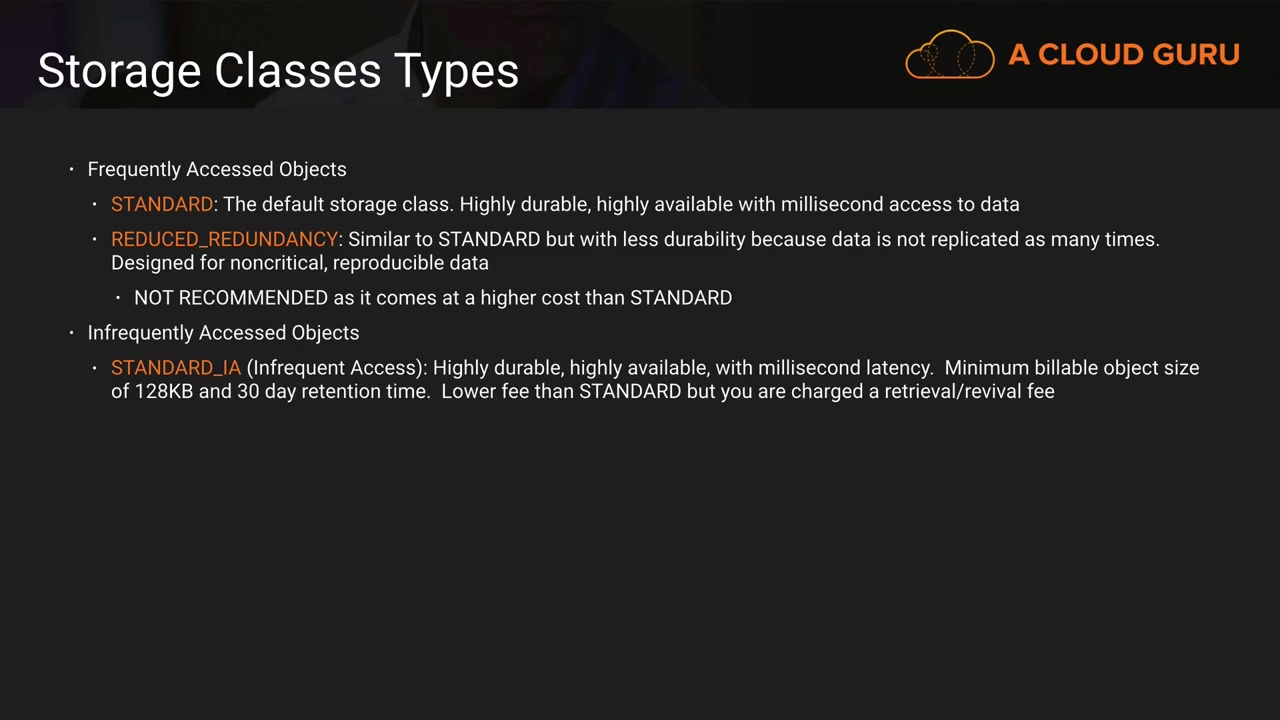 Storage Classes Types
A CLOUD GURU
· Frequently Accessed Objects
· STANDARD: The default storage class. Highly durable, highly available with millisecond access to data
· REDUCED_REDUNDANCY: Similar to STANDARD but with less durability because data is not replicated as many times.
Designed for noncritical, reproducible data
· NOT RECOMMENDED as it comes at a higher cost than STANDARD
· Infrequently Accessed Objects
· STANDARD_IA (Infrequent Access): Highly durable, highly available, with millisecond latency.  Minimum billable object size
of 128KB and 30 day retention time.  Lower fee than STANDARD but you are charged a retrieval/revival fee